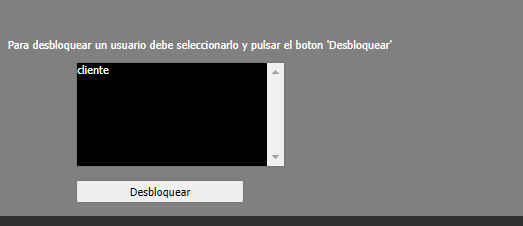 Para desbloquear un usuario debe seleccionarlo y pulsar el boton 'Desbloquear'
cliente
Desbloquear